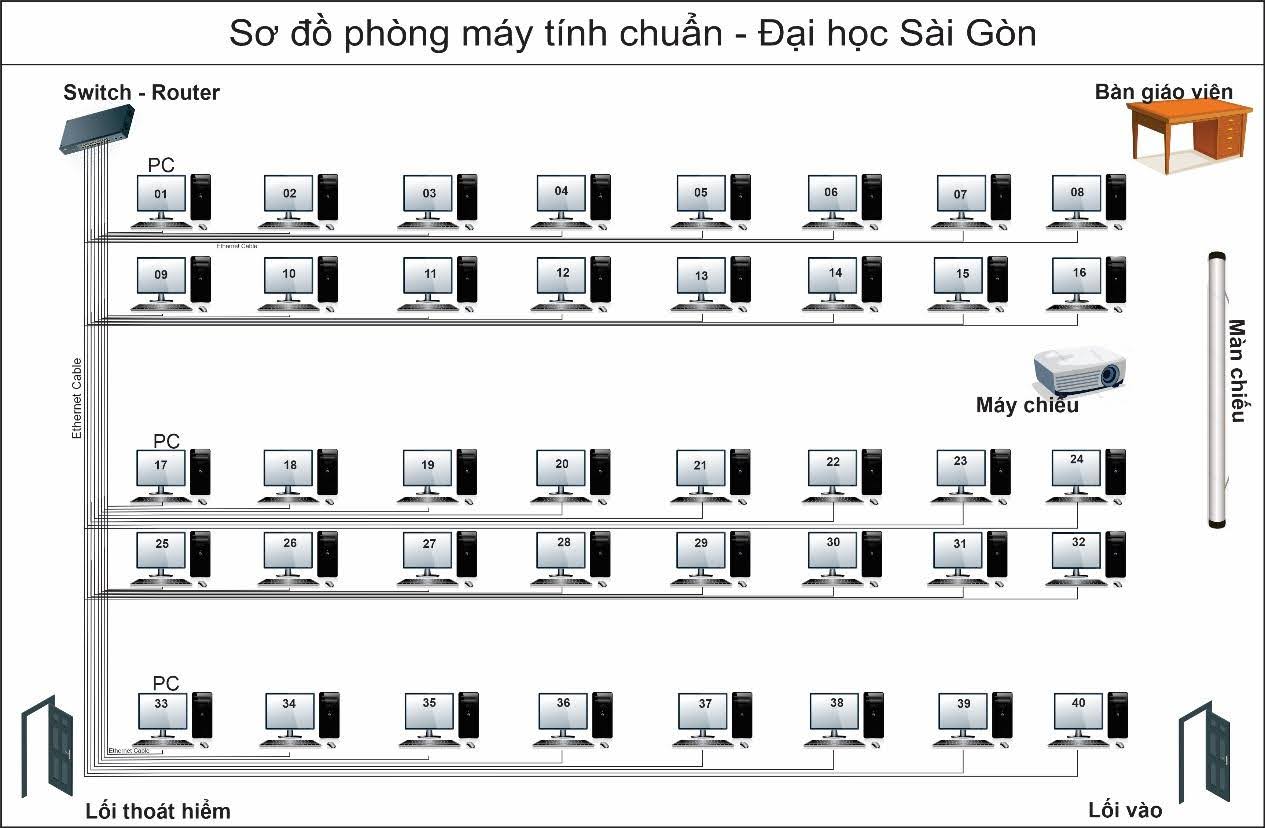 Sơ đồ phòng máy tính chuẩn - Đại học Sài Gòn
Switch - Router
Bàn giáo viên
PC
01 02 03 04 05 06 07 08
Ethernet Cable
09 10 11 12 13 14 15 16
Ethernet Cable
Màn chiếu
Máy chiếu
PC
17 18 19 20 21 22 23 24
25 26 27 28 29 30 31 32
PC
33 34 35 36 37 38 39 40
Ethernet Cable
Lối thoát hiểm
Lối vào